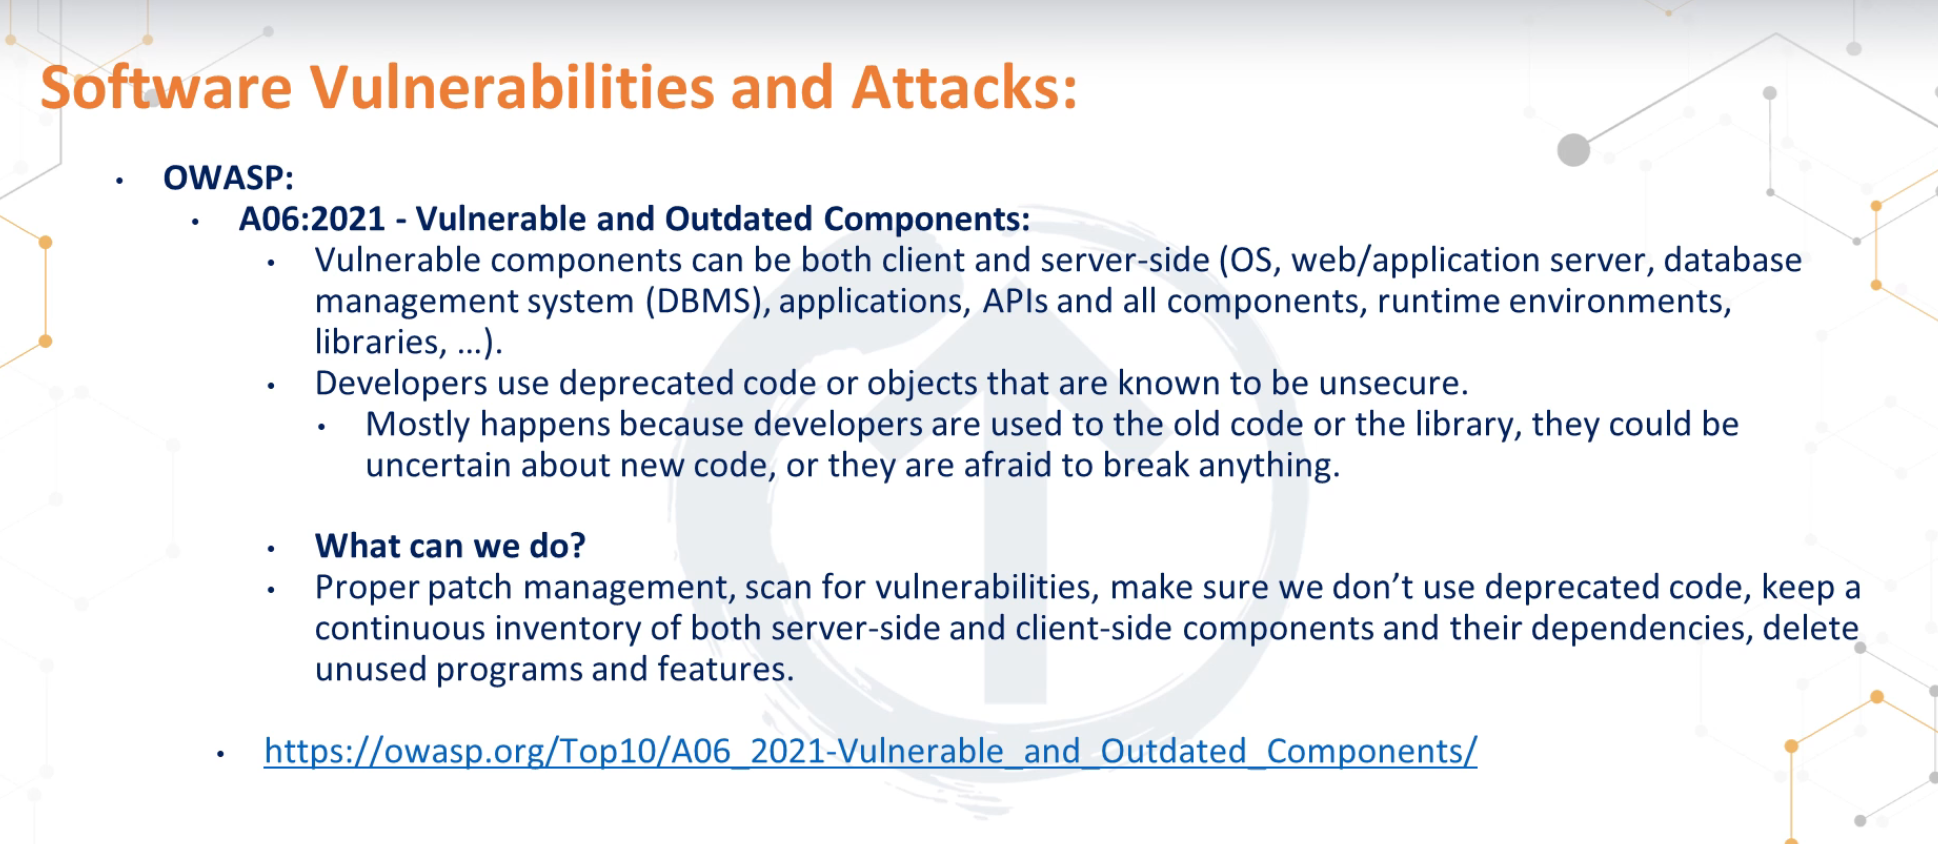 Software Vulnerabilities and Attacks:
• OWASP:
• A06:2021 - Vulnerable and Outdated Components:
• Vulnerable components can be both client and server-side (OS, web/application server, database
management system (DBMS), applications, APIs and all components, runtime environments,
libraries, …).
• Developers use deprecated code or objects that are known to be unsecure.
• Mostly happens because developers are used to the old code or the library, they could be
uncertain about new code, or they are afraid to break anything.
• What can we do?
• Proper patch management, scan for vulnerabilities, make sure we don’t use deprecated code, keep a
continuous inventory of both server-side and client-side components and their dependencies, delete
unused programs and features.
• https://owasp.org/Top10/A06_2021-Vulnerable_and_Outdated_Components/